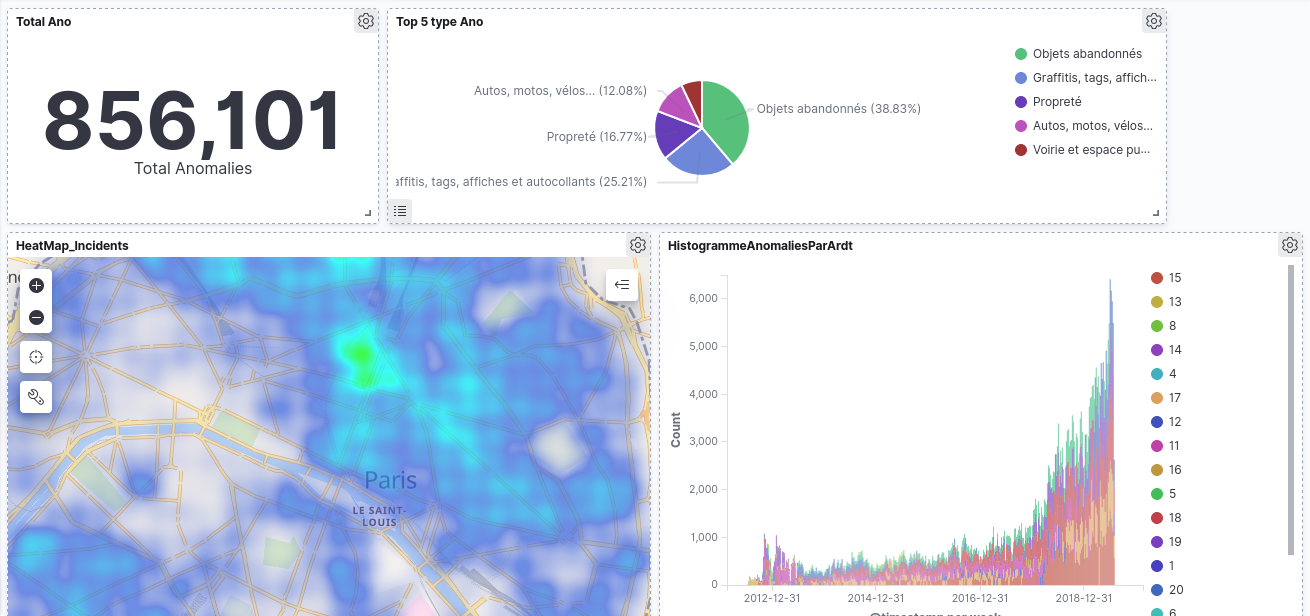 Total Ano
856,101
Total Anomalies
Top 5 type Ano
Autos, motos, vélos... (12.08%)
Propreté (16.77%)
affitis, tags, affiches et autocollants (25.21%)
Objets abandonnés (38.83%)
Objets abandonnés
Graffitis, tags, affich...
Propreté
Autos, motos, vélos...
Voirie et espace pu...
HeatMap_Incidents
Paris
LE SAINT-
LOUIS
HistogrammeAnomaliesParArdt
Count
6,000
5,000
4,000
3,000
2,000
1,000
0
2012-12-31
2014-12-31
2016-12-31
2018-12-31
@timestamp per week
15
13
8
14
4
17
12
11
16
5
18
19
1
20
6